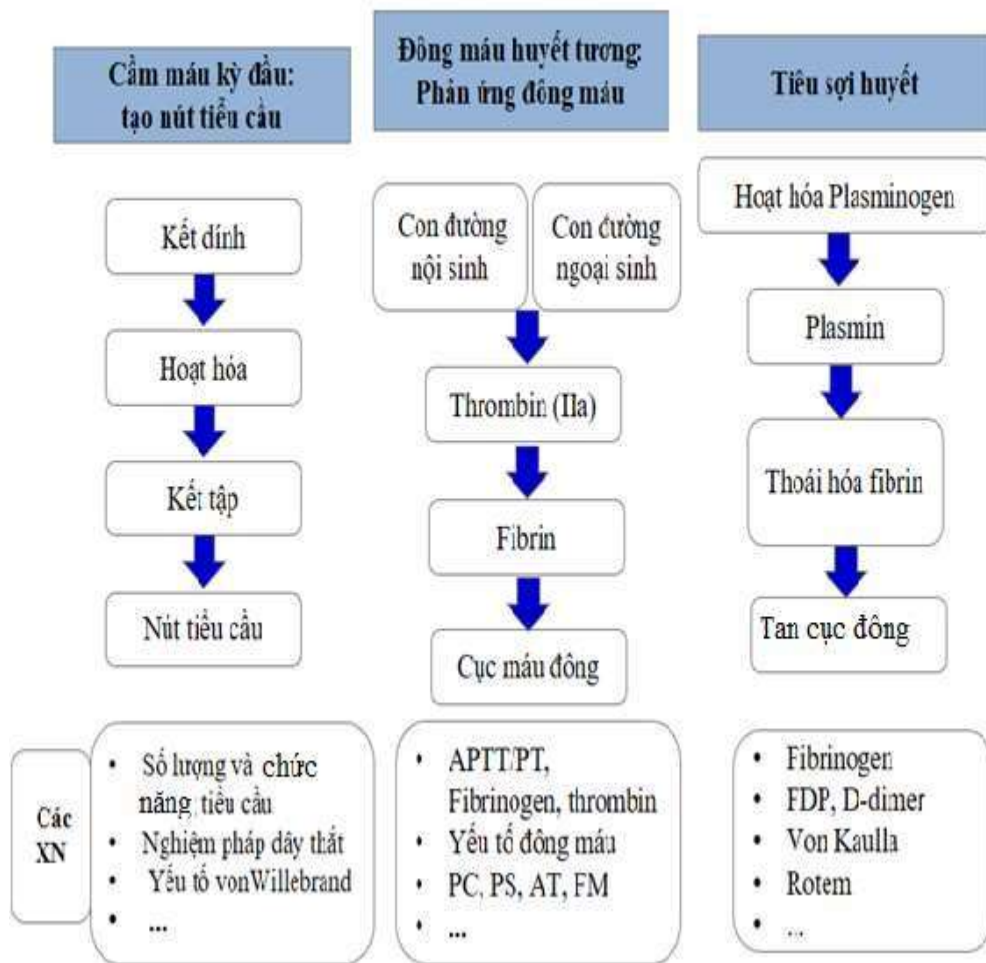 Cầm máu kỳ đầu:
tạo nút tiểu cầu
Kết dính
Hoạt hóa
Kết tập
Nút tiểu cầu
Đông máu huyết tương:
Phản ứng đông máu
Con đường
nội sinh
Con đường
ngoại sinh
Thrombin (IIa)
Fibrin
Cục máu đông
Tiêu sợi huyết
Hoạt hóa Plasminogen
Plasmin
Thoái hóa fibrin
Tan cục đông
Các
XN
• Số lượng và chức
năng tiểu cầu
• Nghiệm pháp dây thắt
• Yếu tố vonWillebrand
• ...
• APTT/PT,
Fibrinogen, thrombin
• Yếu tố đông máu
• PC, PS, AT, FM
• ...
• Fibrinogen
• FDP, D-dimer
• Von Kaulla
• Rotem
• ...